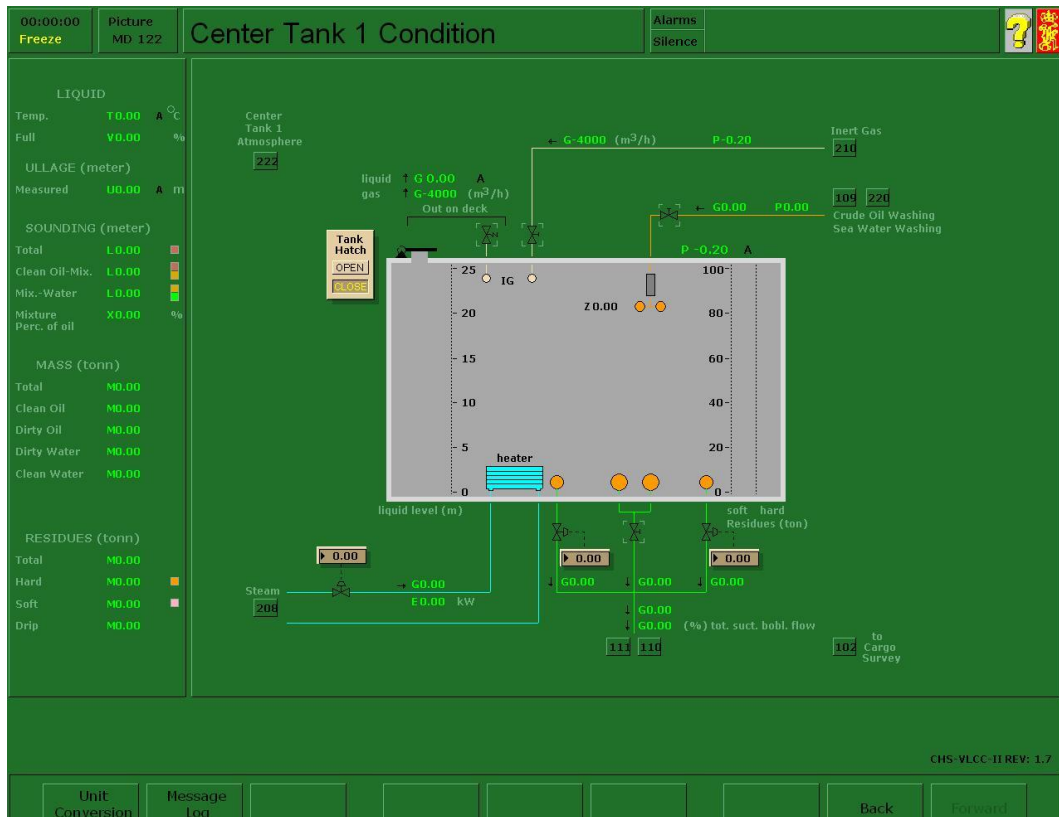 00:00:00
Freeze
Picture
MD 122
Center Tank 1 Condition
Alarms
Silence
?
LIQUID
Temp. T0.00 A °C
Full V0.00 %
ULLAGE (meter)
Measured U0.00 A m
SOUNDING (meter)
Total L0.00
Clean Oil-Mix. L0.00
Mix.-Water L0.00
Mixture X0.00 %
Perc. of oil
MASS (tonn)
Total M0.00
Clean Oil M0.00
Dirty Oil M0.00
Dirty Water M0.00
Clean Water M0.00
RESIDUES (tonn)
Total M0.00
Hard M0.00
Soft M0.00
Drip M0.00
Center
Tank 1
Atmosphere
222
← G-4000 (m3/h) P-0.20
Inert Gas
210
liquid ↑ G0.00 A
gas ↑ G-4000 (m3/h)
Out on deck
← G0.00 P0.00
109 220
Crude Oil Washing
Sea Water Washing
Tank
Hatch
OPEN
CLOSE
P -0.20 A
25
20
15
10
5
0
IG
Z0.00
100
80
60
40
20
0
heater
liquid level (m)
soft hard
Residues (ton)
0.00
0.00
0.00
Steam
208
→ G0.00
E0.00 kW
↓ G0.00 ↓ G0.00 ↓ G0.00
↓ G0.00
↓ G0.00 (%) tot. suct. bobl. flow
111 110
102
to
Cargo
Survey
CHS-VLCC-II REV: 1.7
Unit
Conversion
Message
Log
Back
Forward